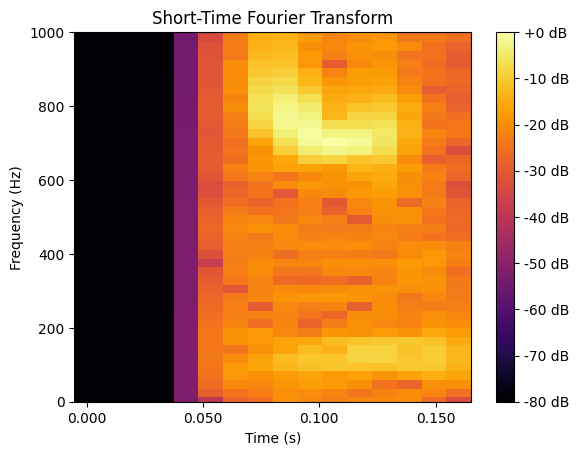 Short-Time Fourier Transform
Frequency (Hz)
1000
800
600
400
200
0
0.000
0.050
0.100
0.150
Time (s)
+0 dB
-10 dB
-20 dB
-30 dB
-40 dB
-50 dB
-60 dB
-70 dB
-80 dB